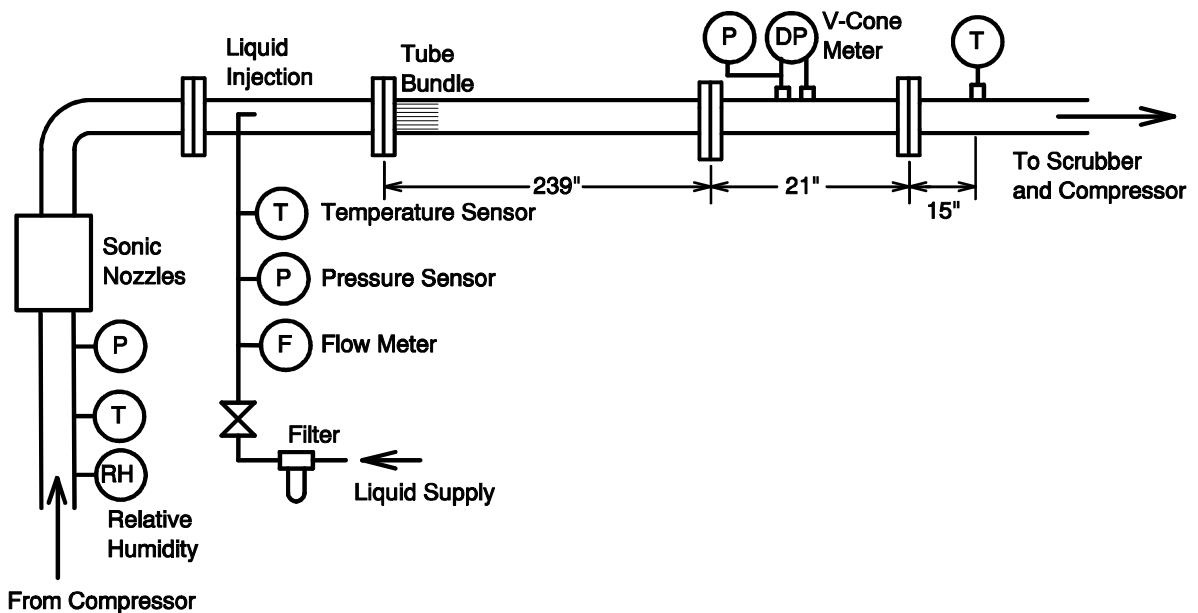 P
DP
V-Cone
Meter
T
Liquid
Injection
Tube
Bundle
239"
21"
15"
To Scrubber
and Compressor
T
Temperature Sensor
P
Pressure Sensor
F
Flow Meter
Sonic
Nozzles
P
T
RH
Relative
Humidity
Filter
Liquid Supply
From Compressor